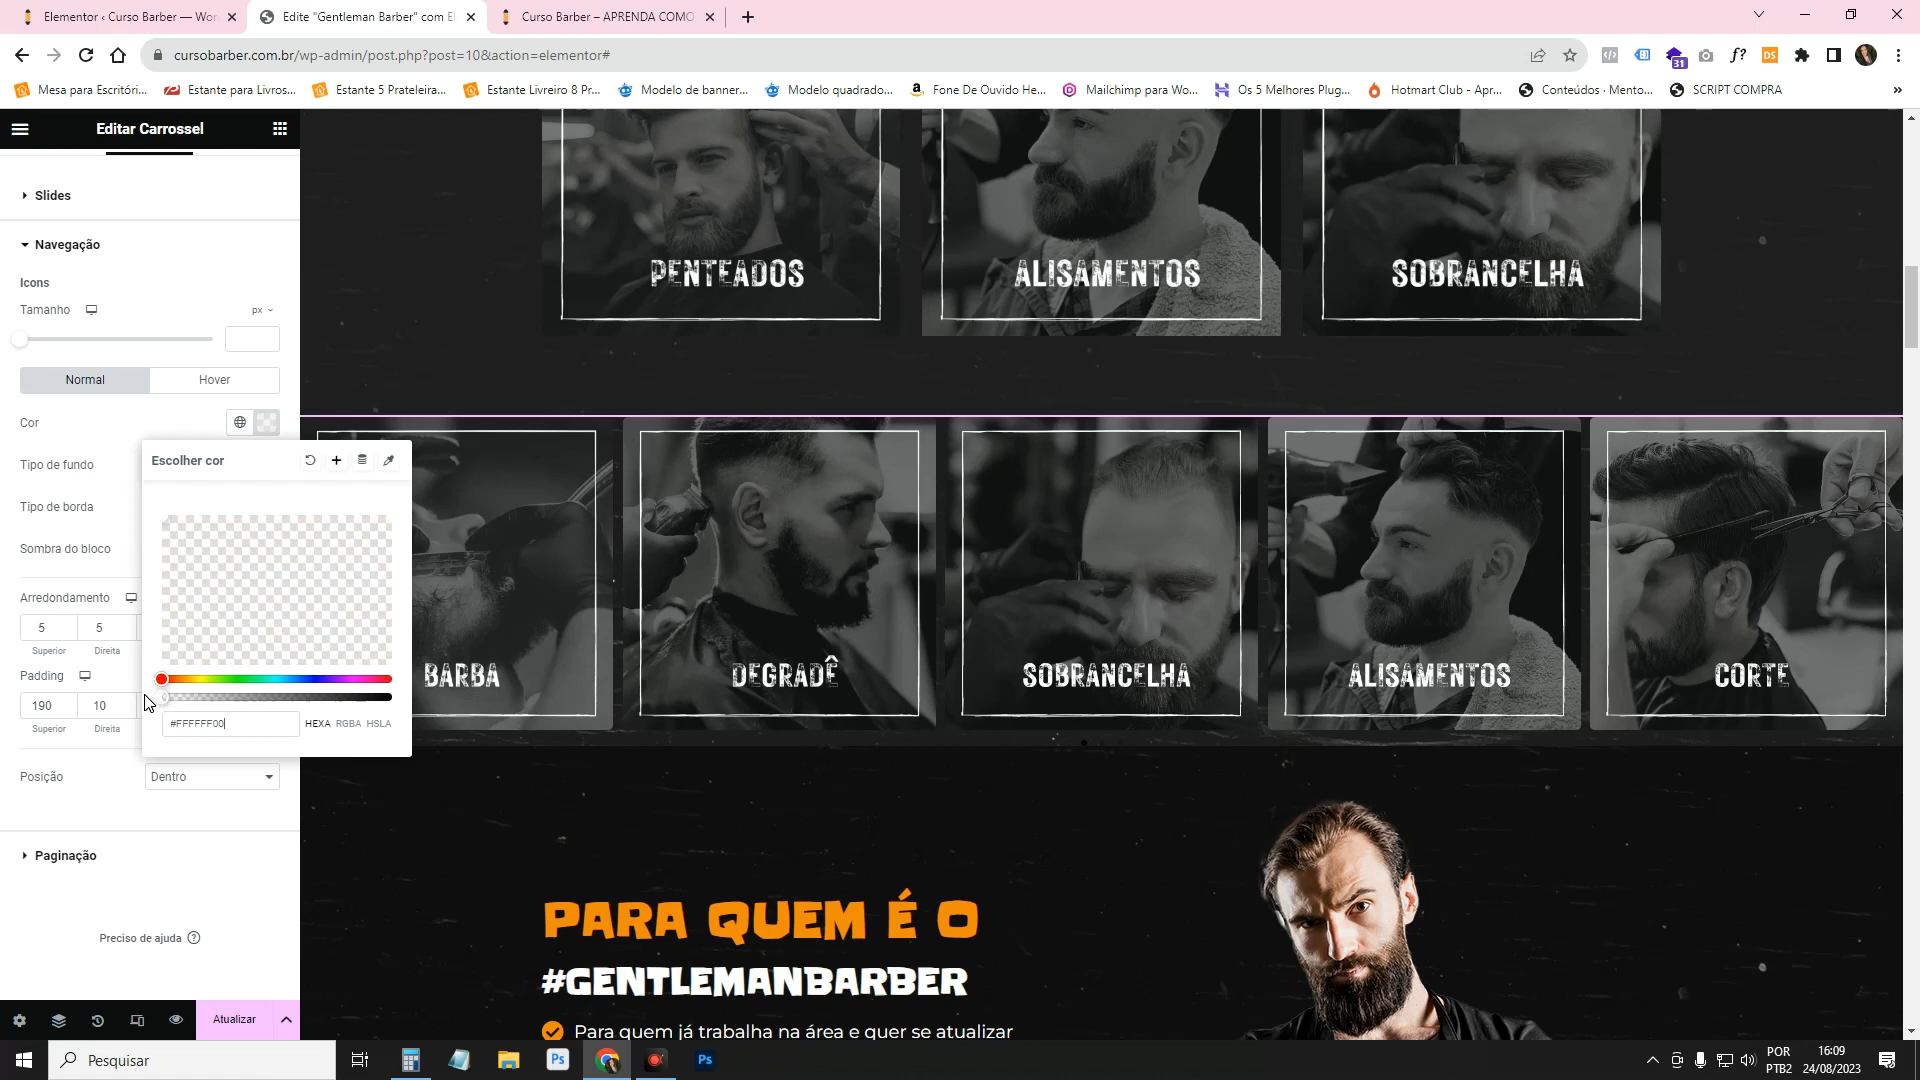 Elementor ‹ Curso Barber — Wor
Edite "Gentleman Barber" com El
Curso Barber – APRENDA COMO
cursobarber.com.br/wp-admin/post.php?post=10&action=elementor#
31
f?
DS
Mesa para Escritóri...
Estante para Livros...
Estante 5 Prateleira...
Estante Livreiro 8 Pr...
Modelo de banner...
Modelo quadrado...
Fone De Ouvido He...
Mailchimp para Wo...
Os 5 Melhores Plug...
Hotmart Club - Apr...
Conteúdos · Mento...
SCRIPT COMPRA
»
Editar Carrossel
Slides
Navegação
Icons
Tamanho
px
Normal
Hover
Cor
Tipo de fundo
Tipo de borda
Sombra do bloco
Arredondamento
5
5
Superior
Direita
Padding
190
10
Superior
Direita
Posição
Dentro
Paginação
Preciso de ajuda
Atualizar
Escolher cor
#FFFFFF00
HEXA
RGBA
HSLA
PENTEADOS
ALISAMENTOS
SOBRANCELHA
BARBA
DEGRADÊ
SOBRANCELHA
ALISAMENTOS
CORTE
PARA QUEM É O
#GENTLEMANBARBER
Para quem já trabalha na área e quer se atualizar
Pesquisar
Ps
Ps
POR
PTB2
16:09
24/08/2023